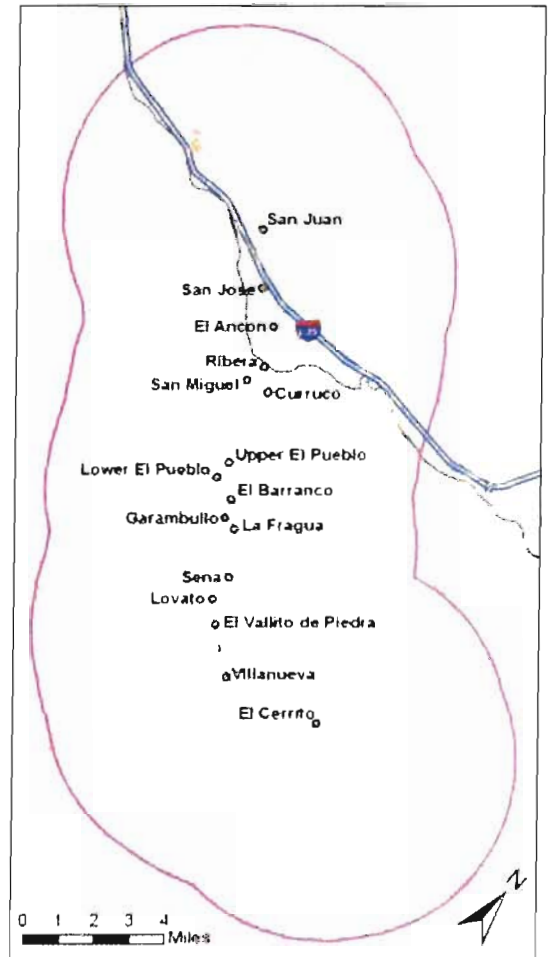 San Juan
San Jose
El Ancon
Ribera
San Miguel
Curruco
Upper El Pueblo
Lower El Pueblo
El Barranco
Garambullo
La Fragua
Sena
Lovato
El Vallito de Piedra
Villanueva
El Cerrito
N
0 1 2 3 4
Miles